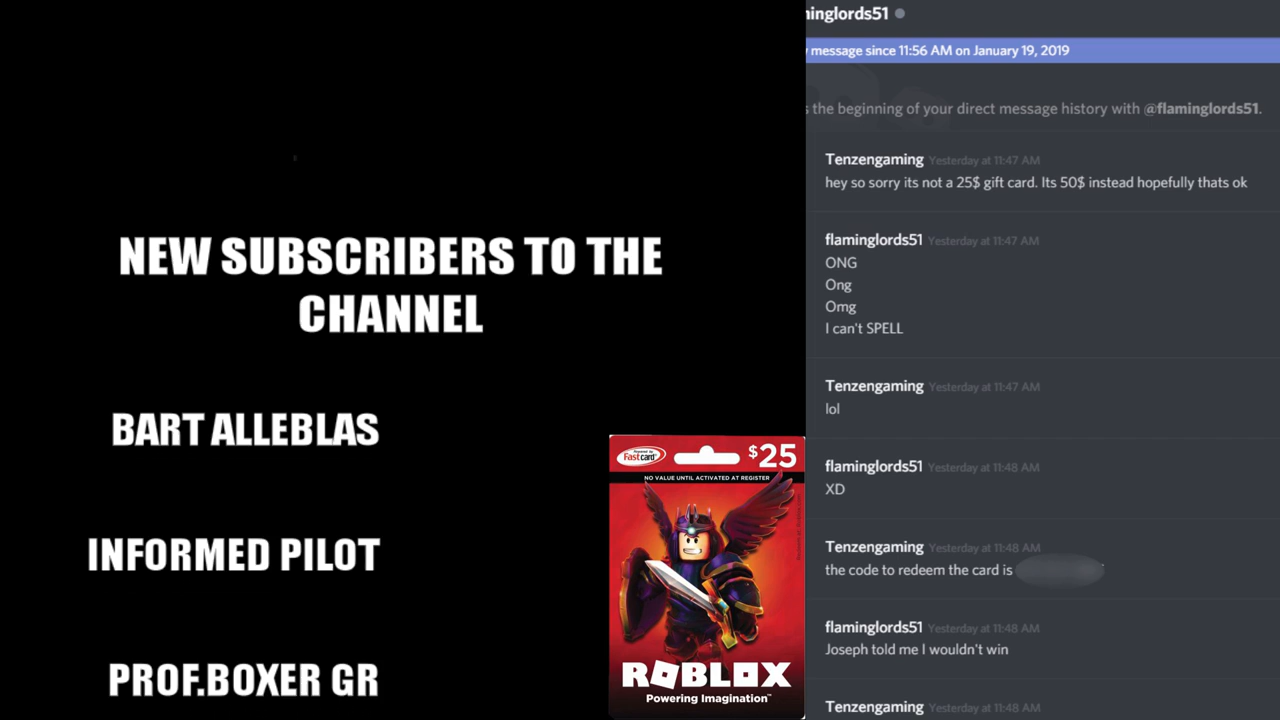 NEW SUBSCRIBERS TO THE
CHANNEL
BART ALLEBLAS
INFORMED PILOT
PROF.BOXER GR
Powered by
Fastcard
$25
NO VALUE UNTIL ACTIVATED AT REGISTER
ROBLOX
Powering Imagination™
inglords51
message since 11:56 AM on January 19, 2019
the beginning of your direct message history with @flaminglords51.
Tenzengaming Yesterday at 11:47 AM
hey so sorry its not a 25$ gift card. Its 50$ instead hopefully thats ok
flaminglords51 Yesterday at 11:47 AM
ONG
Ong
Omg
I can't SPELL
Tenzengaming Yesterday at 11:47 AM
lol
flaminglords51 Yesterday at 11:48 AM
XD
Tenzengaming Yesterday at 11:48 AM
the code to redeem the card is
flaminglords51 Yesterday at 11:48 AM
Joseph told me I wouldn't win
Tenzengaming Yesterday at 11:48 AM